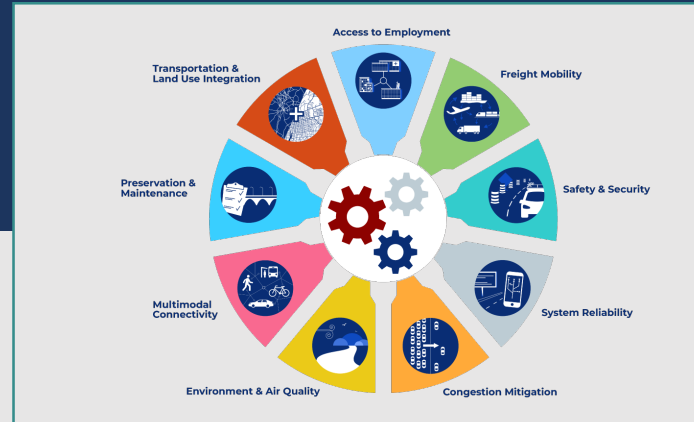 Access to Employment
Transportation &
Land Use Integration
Freight Mobility
Preservation &
Maintenance
Safety & Security
Multimodal
Connectivity
System Reliability
Environment & Air Quality
Congestion Mitigation